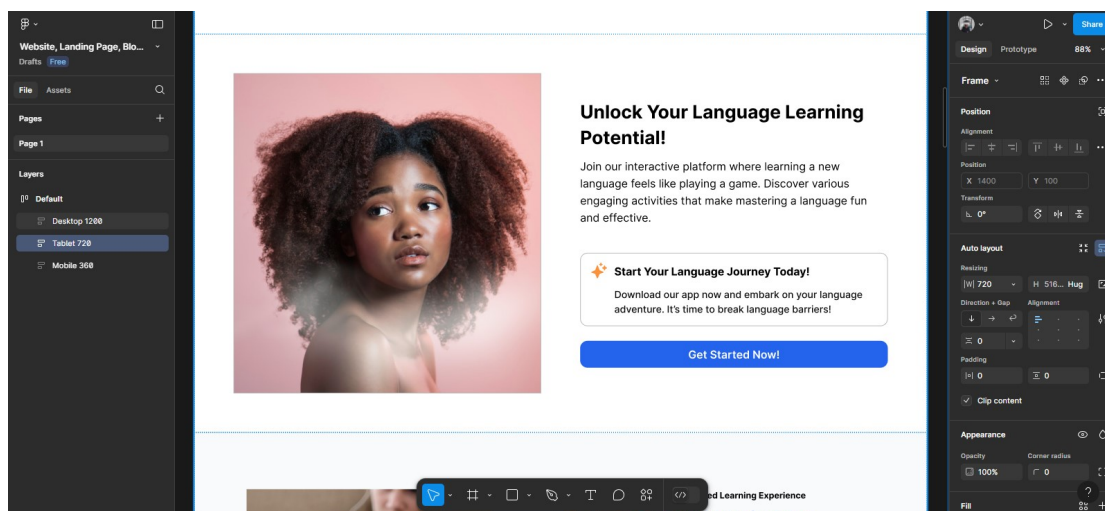 Website, Landing Page, Blo...
Drafts Free
File Assets
Pages
Page 1
Layers
Default
Desktop 1200
Tablet 720
Mobile 360
Unlock Your Language Learning
Potential!
Join our interactive platform where learning a new
language feels like playing a game. Discover various
engaging activities that make mastering a language fun
and effective.
Start Your Language Journey Today!
Download our app now and embark on your language
adventure. It's time to break language barriers!
Get Started Now!
ed Learning Experience
Share
Design Prototype 88%
Frame
Position
Alignment
Position
X 1400 Y 100
Transform
0°
Auto layout
Resizing
W 720 H 516... Hug
Direction + Gap Alignment
0
Padding
0 0
Clip content
Appearance
Opacity Corner radius
100% 0
?
Fill